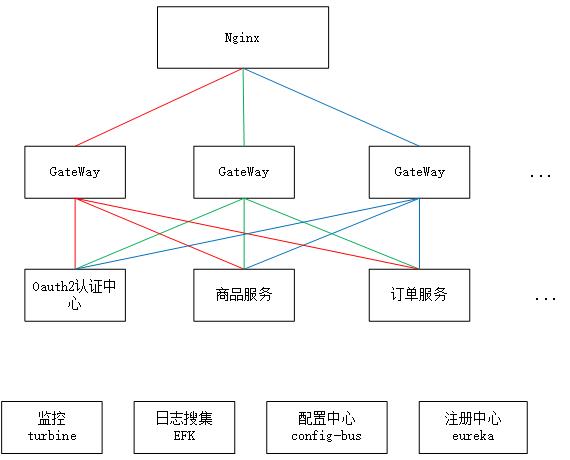 Nginx
GateWay
GateWay
GateWay
...
Oauth2认证中
心
商品服务
订单服务
...
监控
turbine
日志搜集
EFK
配置中心
config-bus
注册中心
eureka